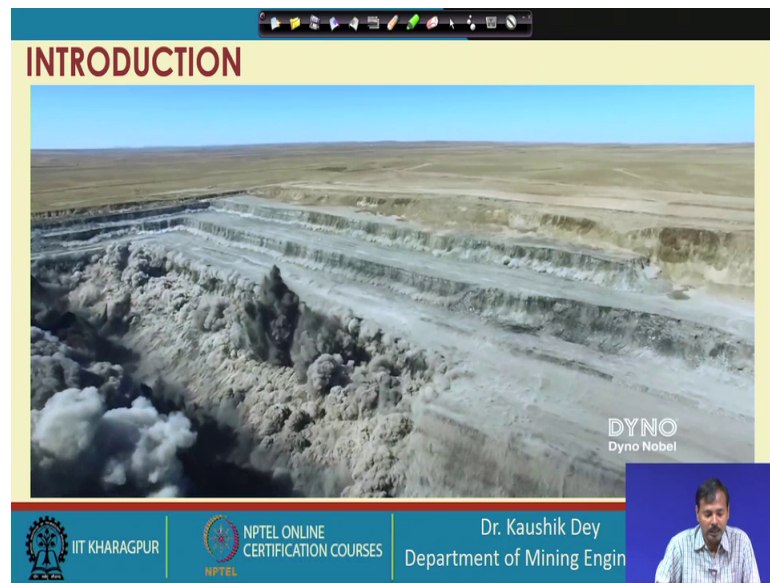 INTRODUCTION
DYNO
Dyno Nobel
IIT KHARAGPUR
NPTEL
NPTEL ONLINE
CERTIFICATION COURSES
Dr. Kaushik Dey
Department of Mining Engin